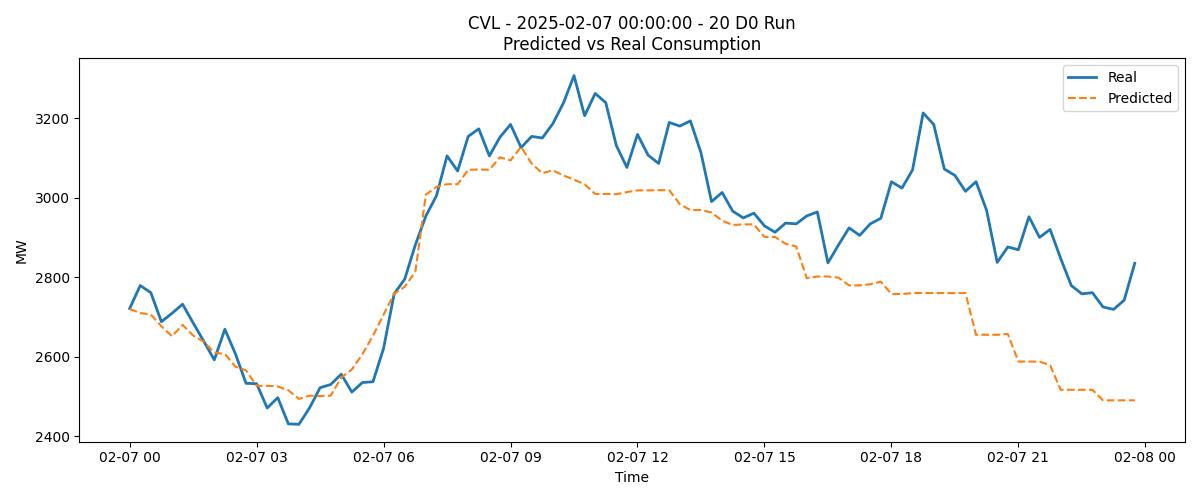 CVL - 2025-02-07 00:00:00 - 20 D0 Run
Predicted vs Real Consumption
Real
Predicted
MW
3200
3000
2800
2600
2400
02-07 00
02-07 03
02-07 06
02-07 09
02-07 12
02-07 15
02-07 18
02-07 21
02-08 00
Time